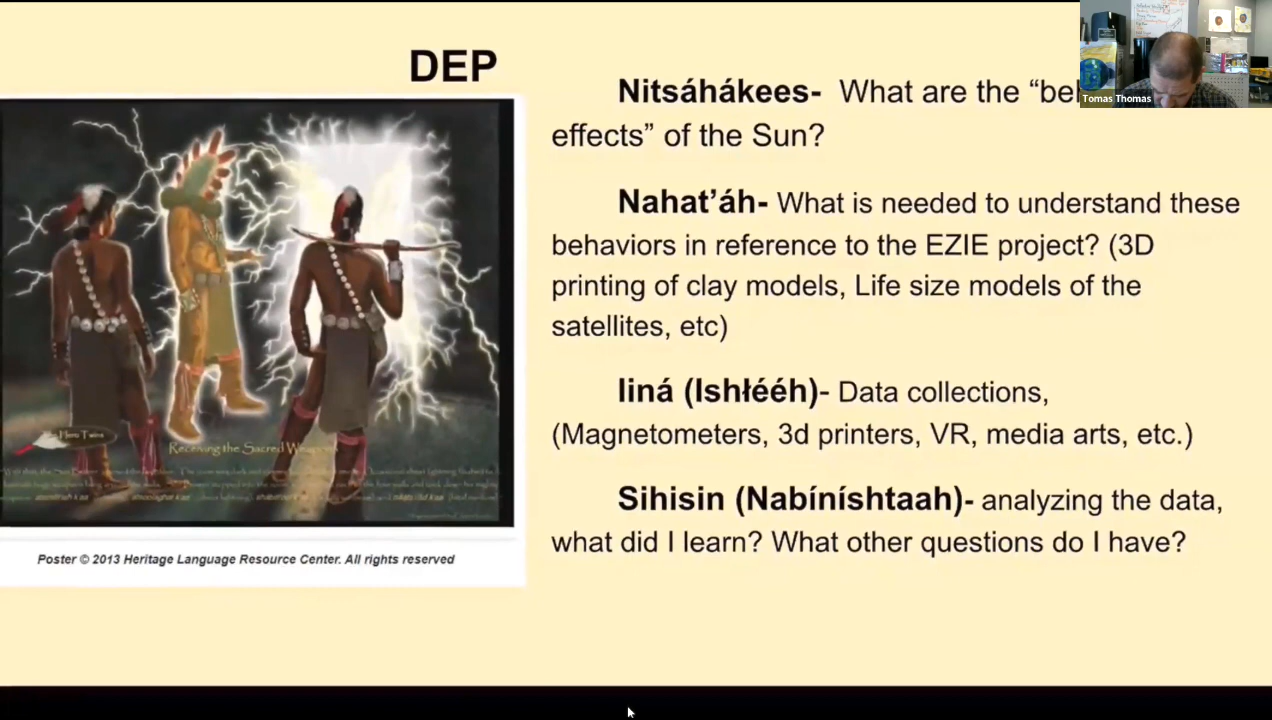 DEP
Nitsáhákees- What are the “bel
effects” of the Sun?
Nahat’áh- What is needed to understand these
behaviors in reference to the EZIE project? (3D
printing of clay models, Life size models of the
satellites, etc)
Iiná (Ishłééh)- Data collections,
(Magnetometers, 3d printers, VR, media arts, etc.)
Sihisin (Nabíníshtaah)- analyzing the data,
what did I learn? What other questions do I have?
Hero Twins
Receiving the Sacred
Poster © 2013 Heritage Language Resource Center. All rights reserved
Tomas Thomas